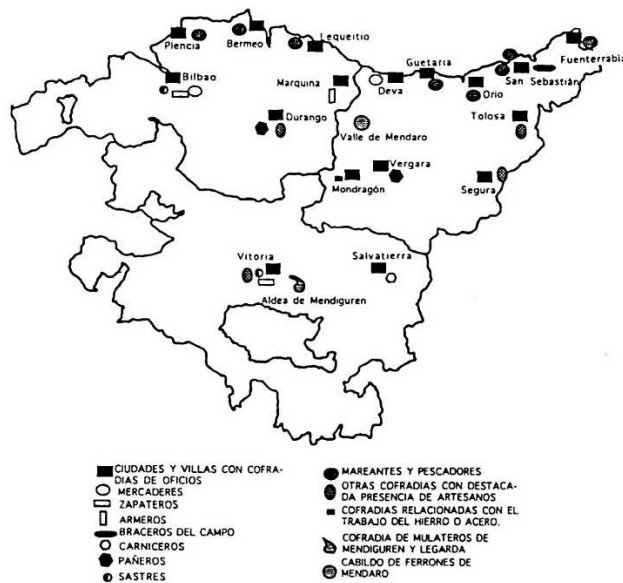 Plencia
Bermeo
Lequeitio
Bilbao
Marquina
Durango
Guetaria
Deva
Orio
San Sebastián
Fuenterrabia
Valle de Mendaro
Tolosa
Vergara
Mondragón
Segura
Vitoria
Salvatierra
Aldea de Mendiguren
CIUDADES Y VILLAS CON COFRA-
DIAS DE OFICIOS
MERCADERES
ZAPATEROS
ARMEROS
BRACEROS DEL CAMPO
CARNICEROS
PAÑEROS
SASTRES
MAREANTES Y PESCADORES
OTRAS COFRADIAS CON DESTACA-
DA PRESENCIA DE ARTESANOS
COFRADIAS RELACIONADAS CON EL
TRABAJO DEL HIERRO O ACERO.
COFRADIA DE MULATEROS DE
MENDIGUREN Y LEGARDA
CABILDO DE FERRONES DE
MENDARO